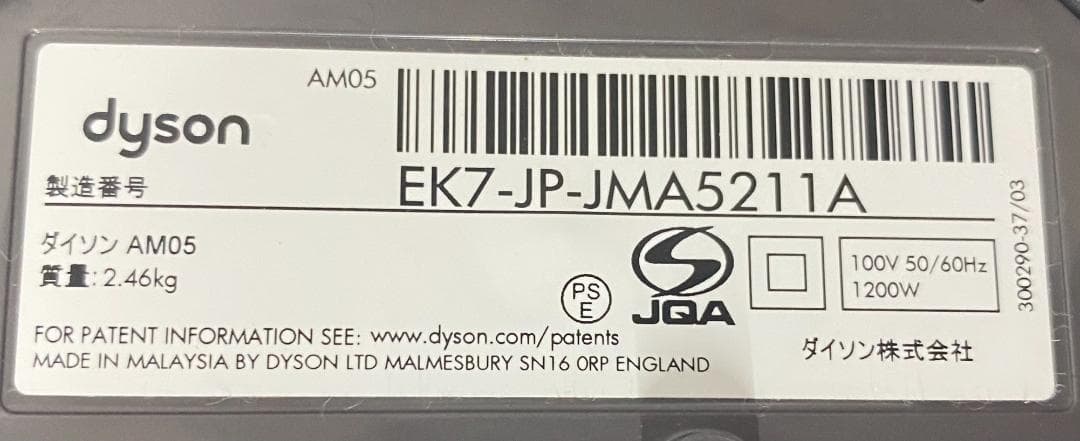 AM05
dyson
製造番号
EK7-JP-JMA5211A
ダイソン AM05
質量:2.46kg
PS
E
JQA
100V 50/60Hz
1200W
300290-37/03
FOR PATENT INFORMATION SEE: www.dyson.com/patents
MADE IN MALAYSIA BY DYSON LTD MALMESBURY SN16 0RP ENGLAND
ダイソン株式会社